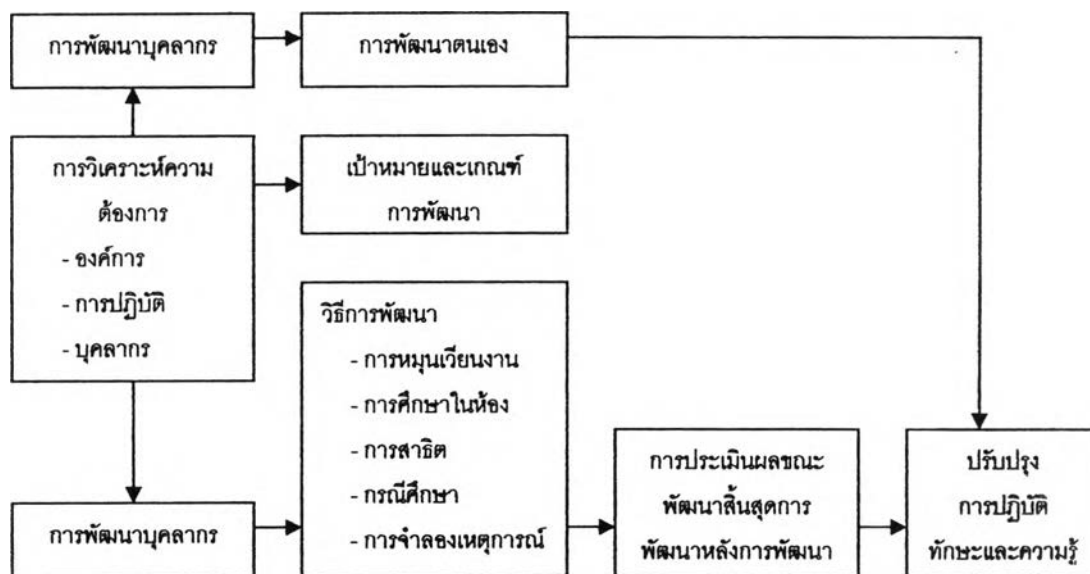 การพัฒนาบุคลากร
การพัฒนาตนเอง
การวิเคราะห์ความ
ต้องการ
- องค์การ
- การปฏิบัติ
- บุคลากร
เป้าหมายและเกณฑ์
การพัฒนา
วิธีการพัฒนา
- การหมุนเวียนงาน
- การศึกษาในห้อง
- การสาธิต
- กรณีศึกษา
- การจำลองเหตุการณ์
การพัฒนาบุคลากร
การประเมินผลขณะ
พัฒนาสิ้นสุดการ
พัฒนาหลังการพัฒนา
ปรับปรุง
การปฏิบัติ
ทักษะและความรู้